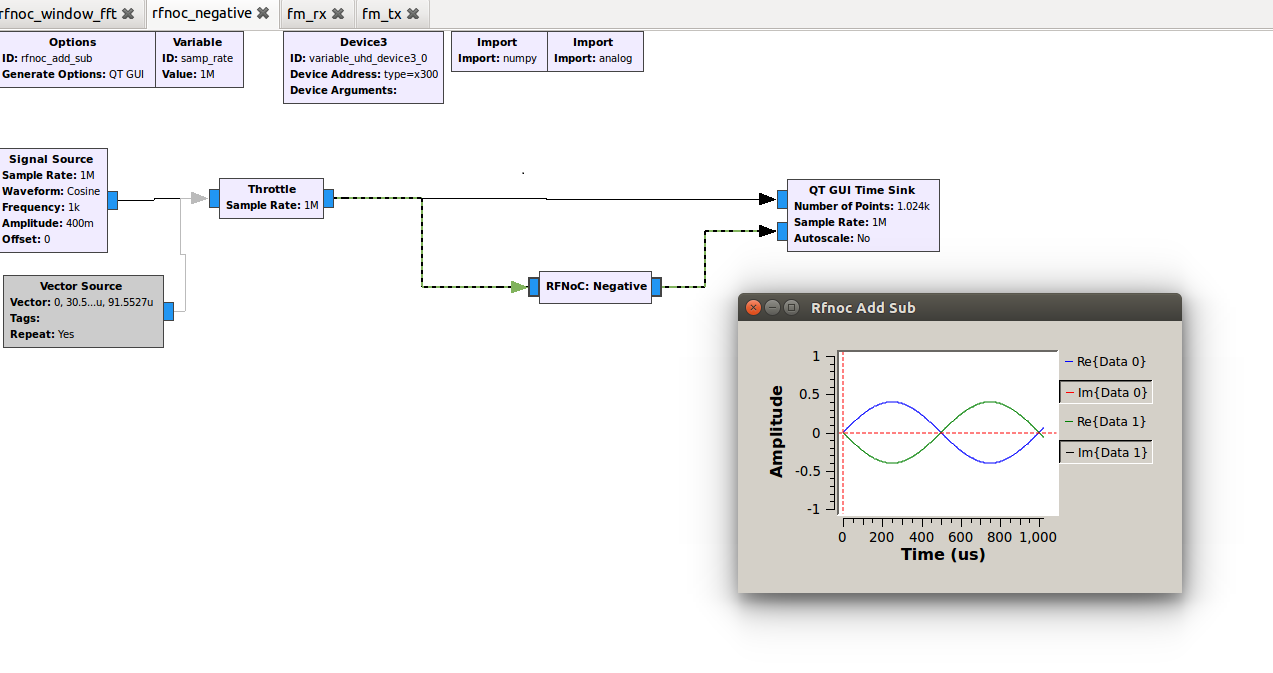 rfnoc_window_fft
rfnoc_negative
fm_rx
fm_tx
Options
ID: rfnoc_add_sub
Generate Options: QT GUI
Variable
ID: samp_rate
Value: 1M
Device3
ID: variable_uhd_device3_0
Device Address: type=x300
Device Arguments:
Import
Import: numpy
Import
Import: analog
Signal Source
Sample Rate: 1M
Waveform: Cosine
Frequency: 1k
Amplitude: 400m
Offset: 0
Throttle
Sample Rate: 1M
QT GUI Time Sink
Number of Points: 1.024k
Sample Rate: 1M
Autoscale: No
Vector Source
Vector: 0, 30.5...u, 91.5527u
Tags:
Repeat: Yes
RFNoC: Negative
Rfnoc Add Sub
Amplitude
1
0.5
0
-0.5
-1
Re{Data 0}
Im{Data 0}
Re{Data 1}
Im{Data 1}
0 200 400 600 800 1,000
Time (us)